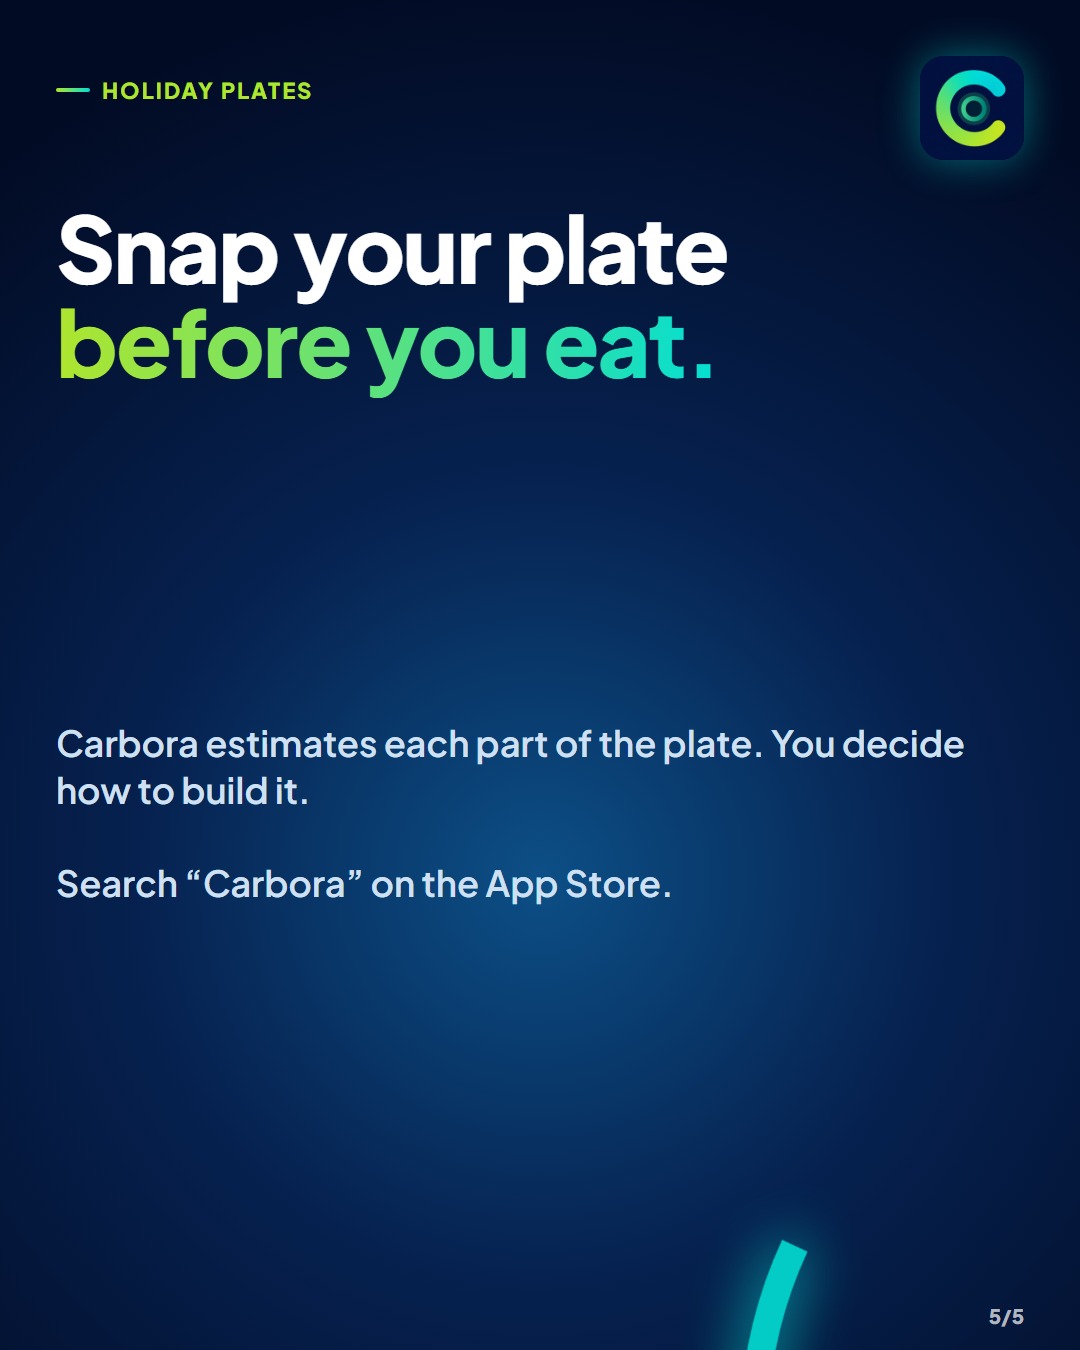 HOLIDAY PLATES
Snap your plate
before you eat.
Carbora estimates each part of the plate. You decide
how to build it.
Search “Carbora” on the App Store.
5/5